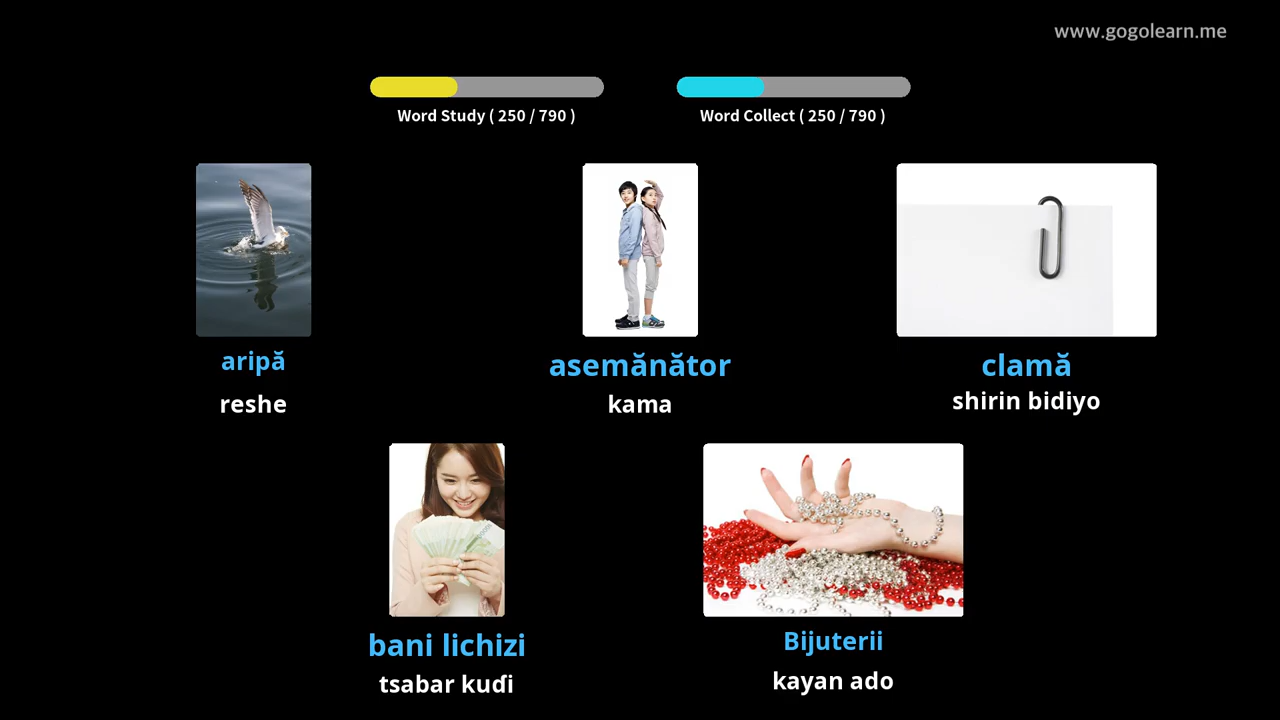 www.gogolearn.me
Word Study ( 250 / 790 )
Word Collect ( 250 / 790 )
aripă
asemănător
clamă
reshe
kama
shirin bidiyo
bani lichizi
Bijuterii
tsabar kuɗi
kayan ado